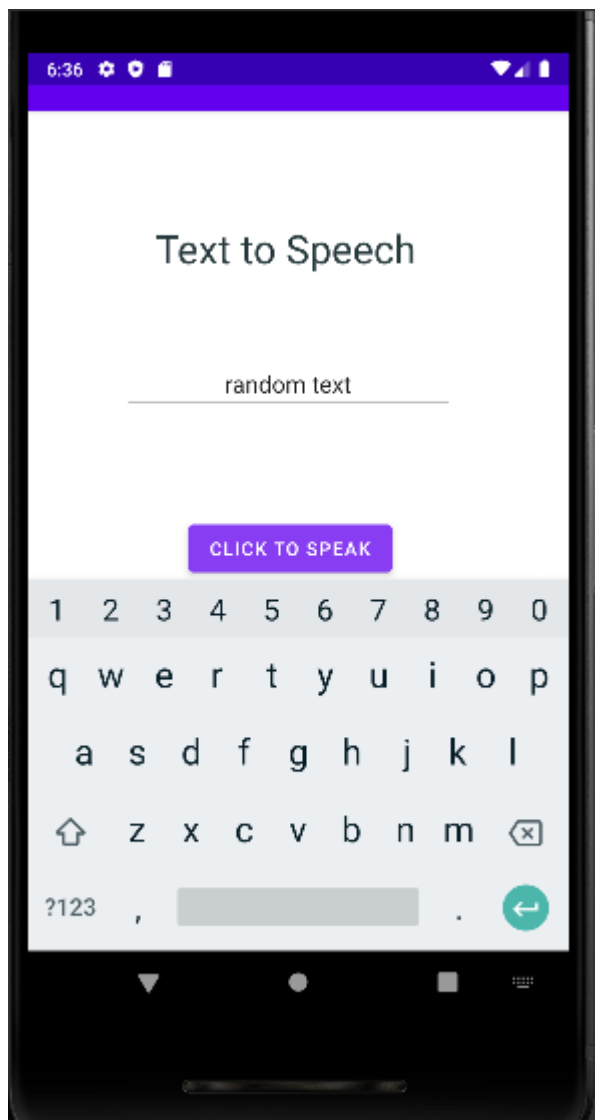 6:36
Text to Speech
random text
CLICK TO SPEAK
1 2 3 4 5 6 7 8 9 0
q w e r t y u i o p
a s d f g h j k l
z x c v b n m
?123 , .